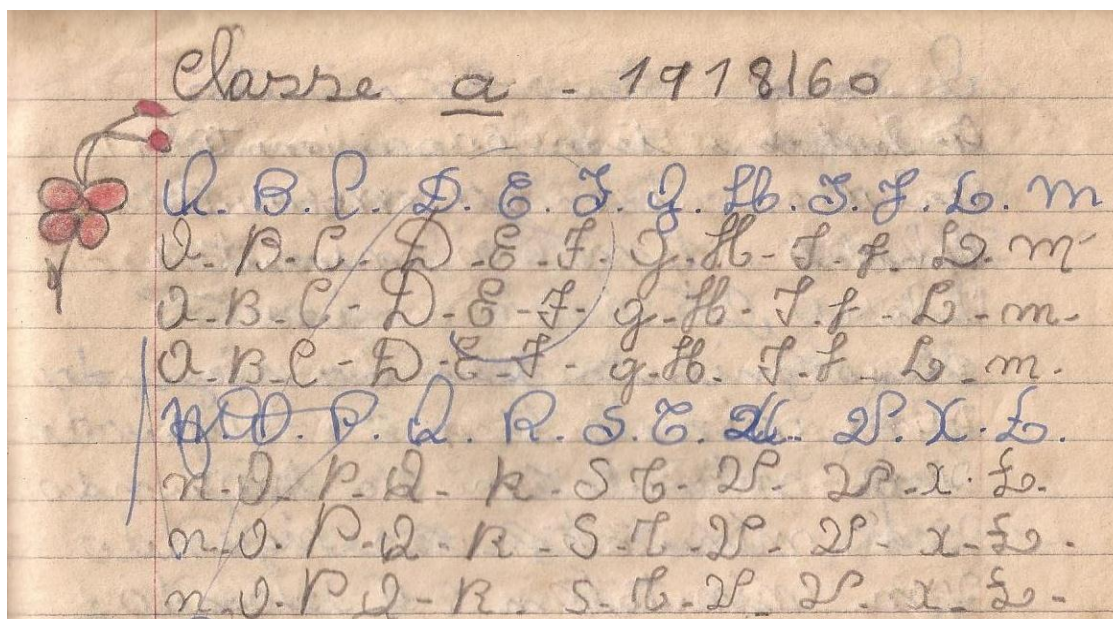 Classe a - 1918160
A. B. C. D. E. F. G. H. I. J. L. M
A. B. C. D. E. F. G. H. I. J. L. m
A. B. C. D. E. F. g. H. I. J. L. m.
A. B. C. D. E. F. g. H. I. J. L. m.
N. O. P. Q. R. S. T. U. V. X. Z.
n. O. P. Q. R. S T. U. V. X. Z.
n. O. P. Q. R. S. T. U. V. x. Z.
n. O. P Q. R. S. T. U. V. x. Z.